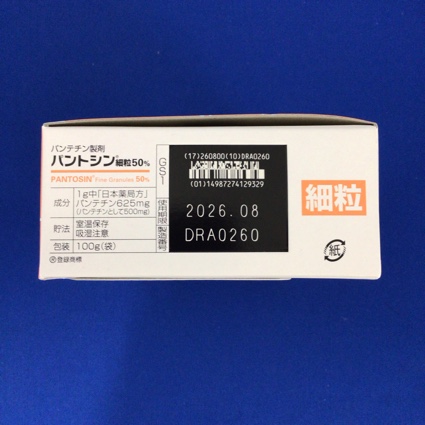 パンテチン製剤
パントシン®細粒50%
PANTOSIN® Fine Granules 50%
成分 1g中「日本薬局方」
パンテチン625mg
(パンテチンとして500mg)
貯法 室温保存
吸湿注意
包装 100g(袋)
®登録商標
GS1
(17)260800(10)DRA0260
(01)14987274129329
使用期限 2026.08
製造番号 DRA0260
細粒
紙